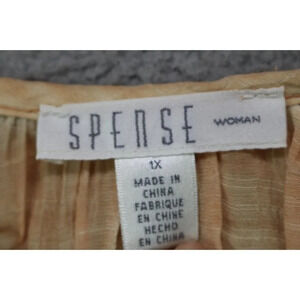 SPENSE WOMAN
1X
MADE IN
CHINA
FABRIQUE
EN CHINE
HECHO
EN CHINA